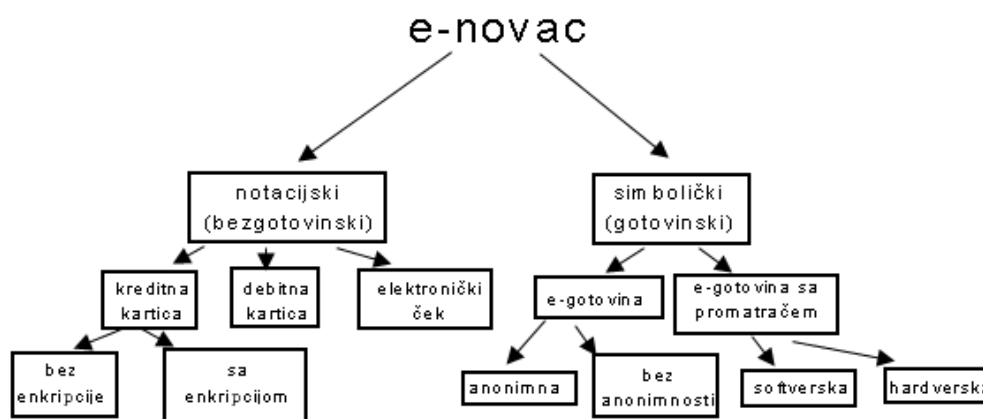 e-novac
notacijski
(bezgotovinski)
simbolički
(gotovinski)
kreditna
kartica
debitna
kartica
elektronički
ček
e-gotovina
e-gotovina sa
promatračem
bez
enkripcije
sa
enkripcijom
anonimna
bez
anonimnosti
softverska
hardverska